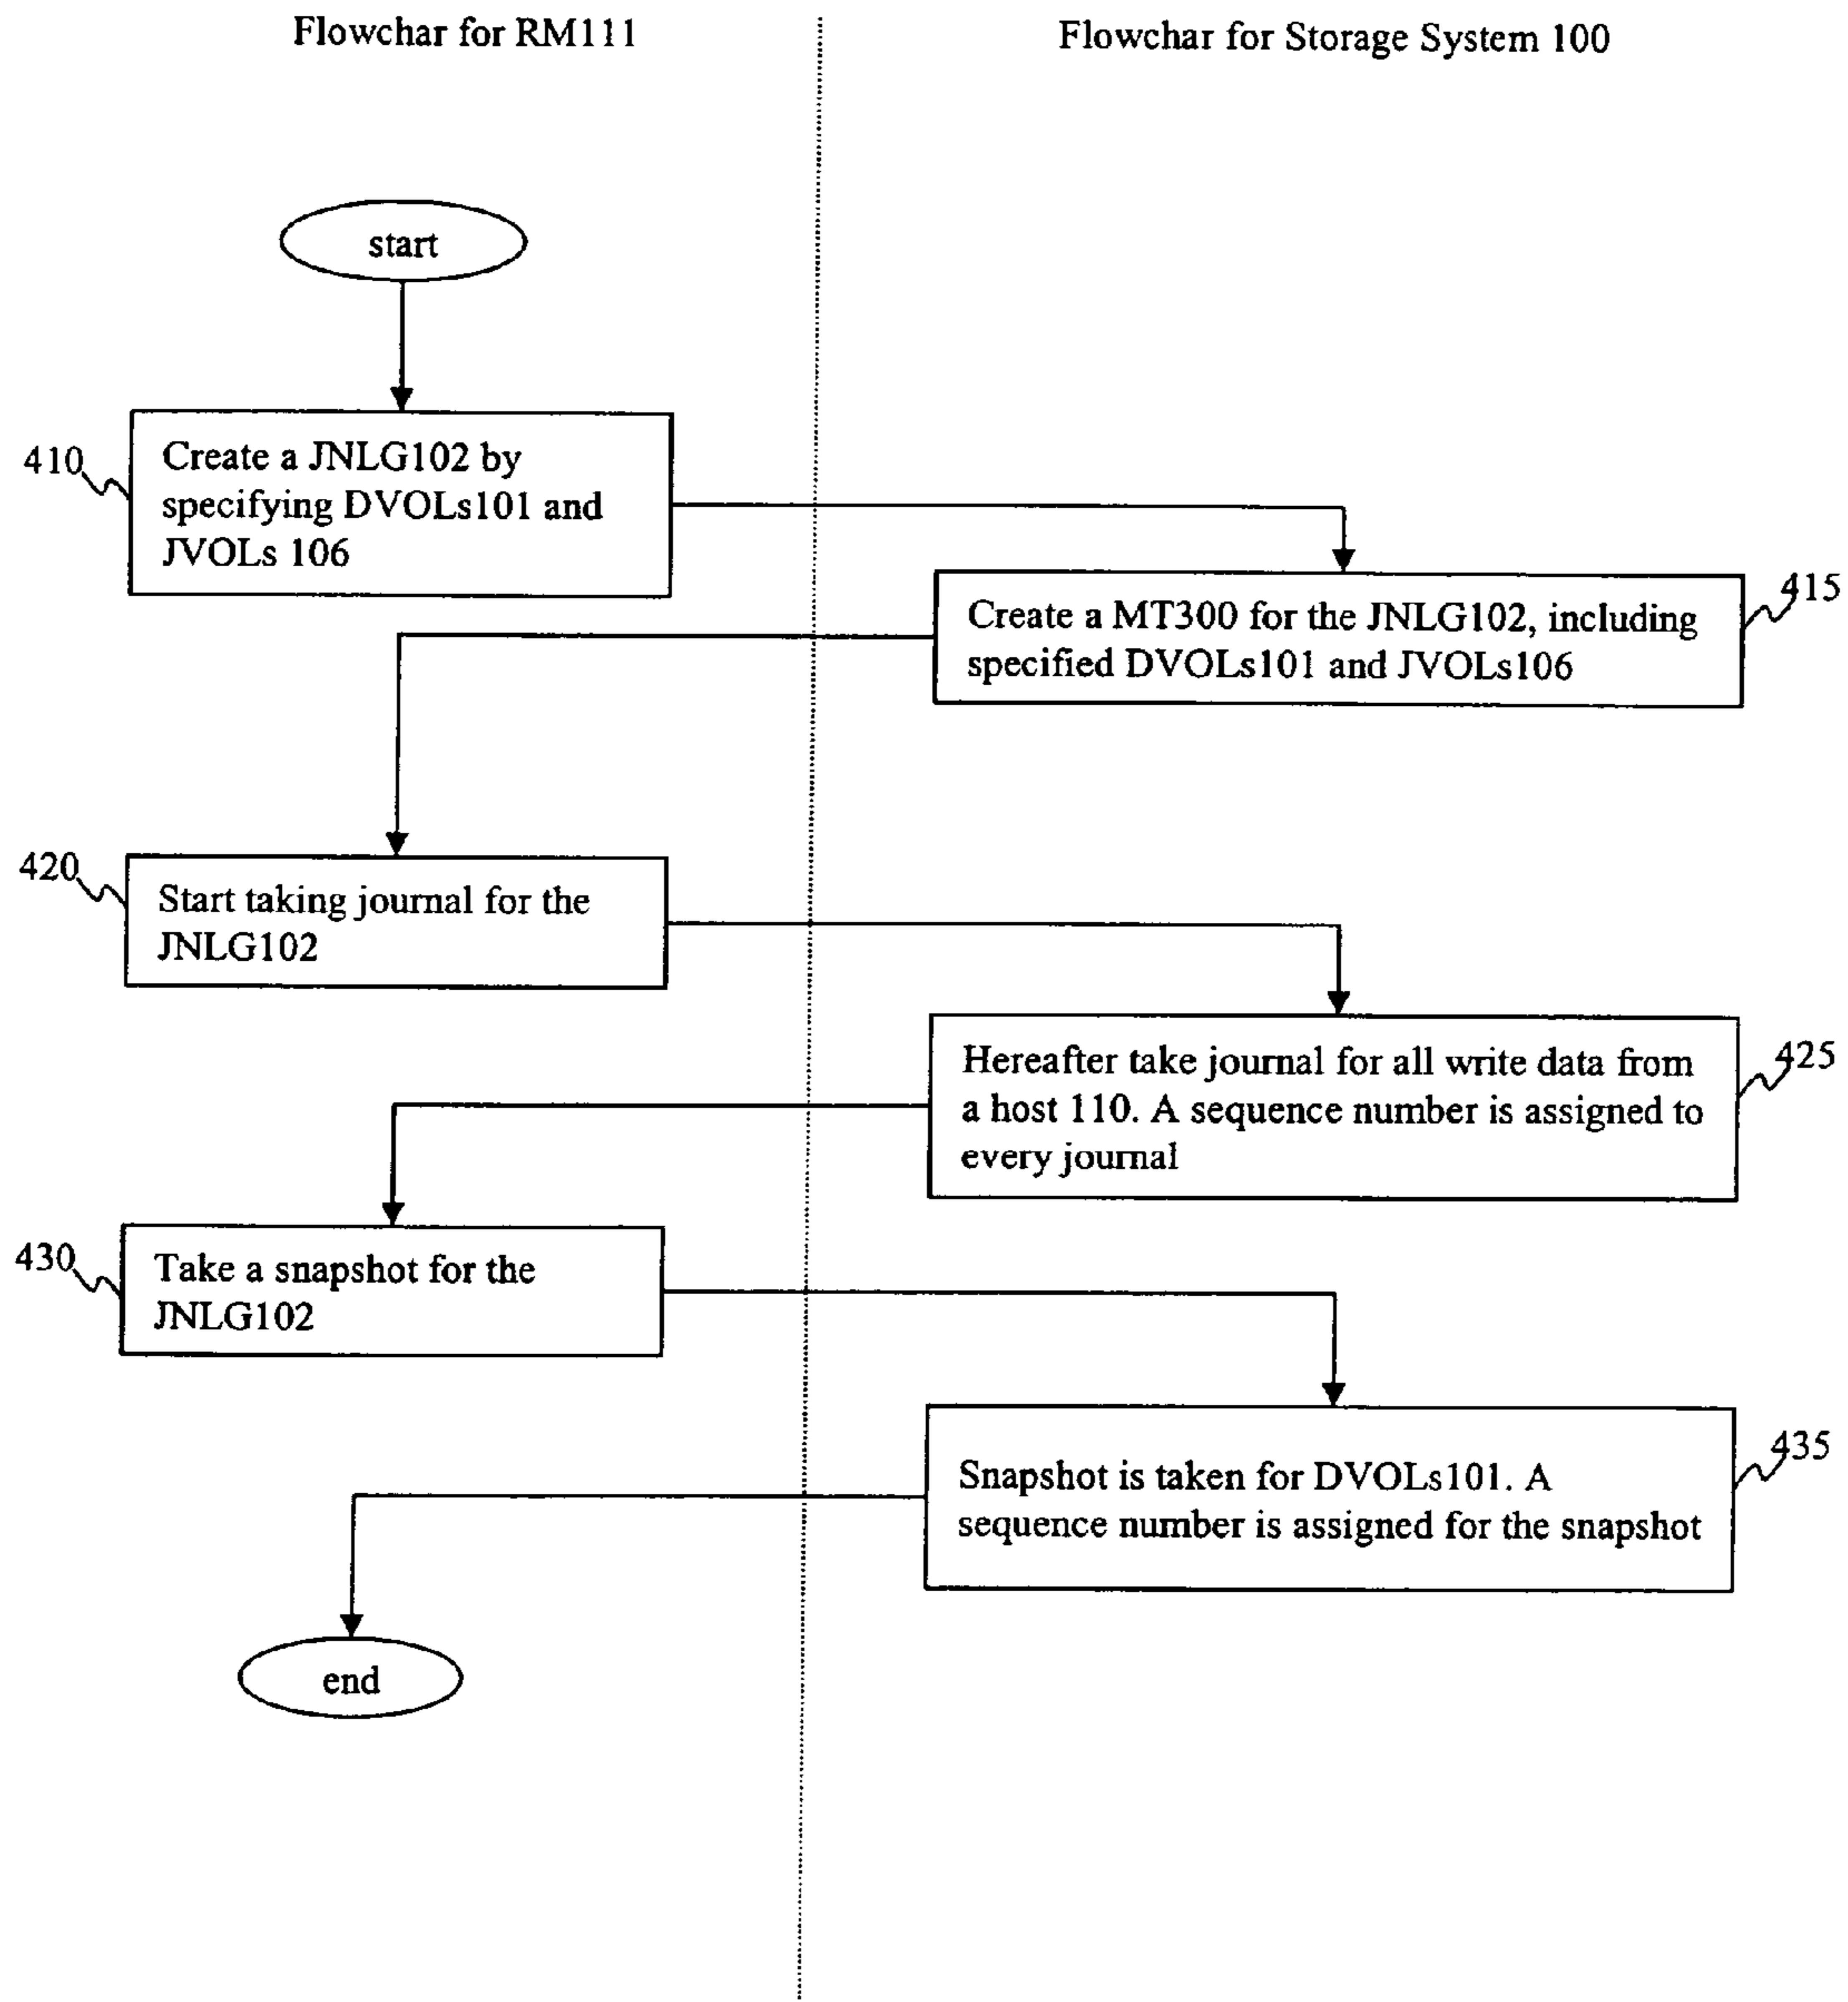 Flowchar for RM111
Flowchar for Storage System 100
start
410
Create a JNLG102 by
specifying DVOLs101 and
JVOLs 106
415
Create a MT300 for the JNLG102, including
specified DVOLs101 and JVOLs106
420
Start taking journal for the
JNLG102
425
Hereafter take journal for all write data from
a host 110. A sequence number is assigned to
every journal
430
Take a snapshot for the
JNLG102
435
Snapshot is taken for DVOLs101. A
sequence number is assigned for the snapshot
end